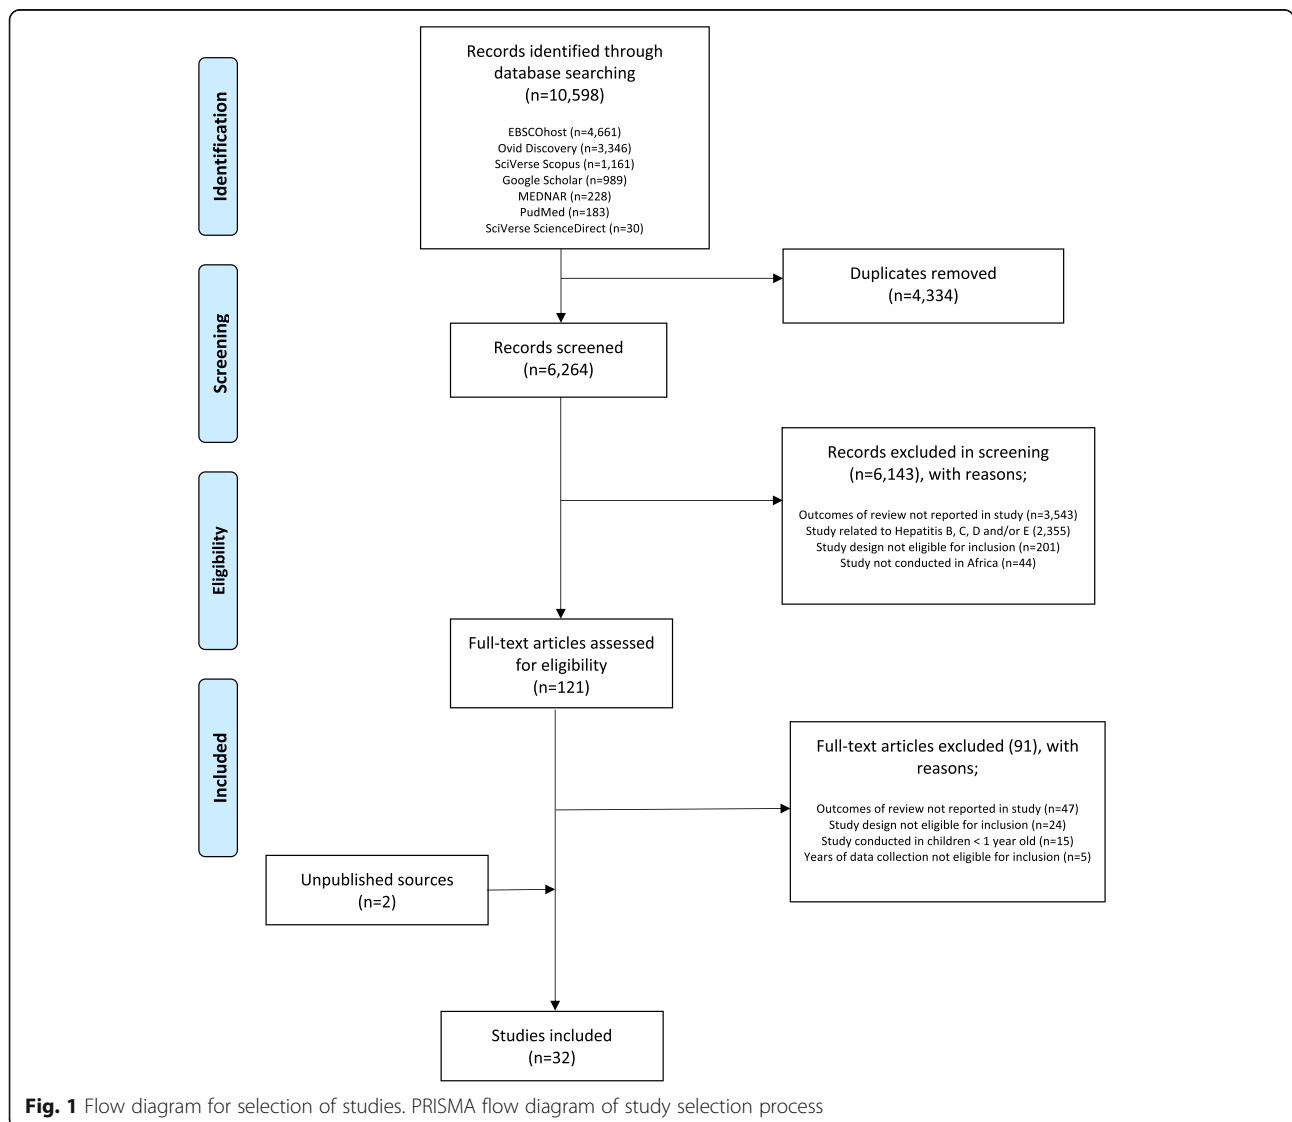 Identification
Records identified through
database searching
(n=10,598)
EBSCOhost (n=4,661)
Ovid Discovery (n=3,346)
SciVerse Scopus (n=1,161)
Google Scholar (n=989)
MEDNAR (n=228)
PudMed (n=183)
SciVerse ScienceDirect (n=30)
Duplicates removed
(n=4,334)
Screening
Records screened
(n=6,264)
Records excluded in screening
(n=6,143), with reasons;
Outcomes of review not reported in study (n=3,543)
Study related to Hepatitis B, C, D and/or E (2,355)
Study design not eligible for inclusion (n=201)
Study not conducted in Africa (n=44)
Eligibility
Full-text articles assessed
for eligibility
(n=121)
Included
Full-text articles excluded (91), with
reasons;
Outcomes of review not reported in study (n=47)
Study design not eligible for inclusion (n=24)
Study conducted in children < 1 year old (n=15)
Years of data collection not eligible for inclusion (n=5)
Unpublished sources
(n=2)
Studies included
(n=32)
Fig. 1 Flow diagram for selection of studies. PRISMA flow diagram of study selection process